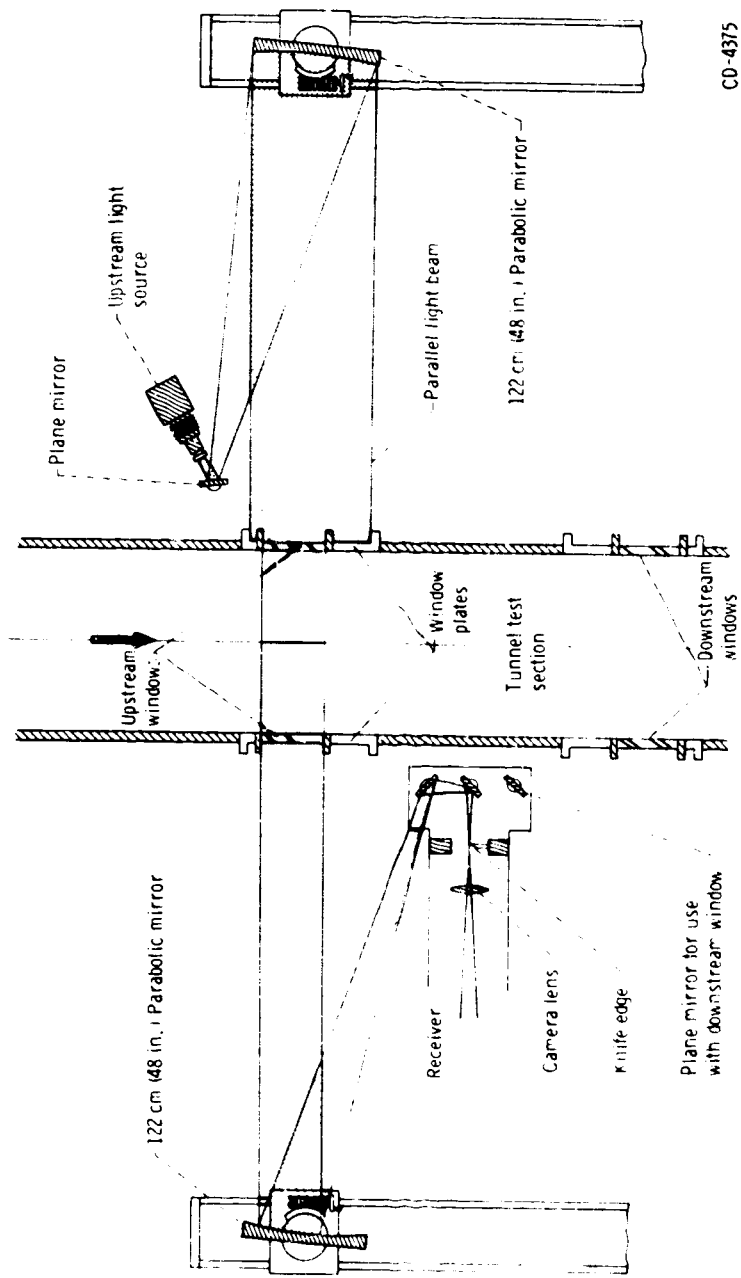 122 cm (48 in. ) Parabolic mirror
Receiver
Camera lens
Knife edge
Plane mirror for use
with downstream window
Upstream
windows
Window
plates
Tunnel test
section
Downstream
windows
Plane mirror
Upstream light
source
Parallel light beam
122 cm (48 in. ) Parabolic mirror
CD-4375